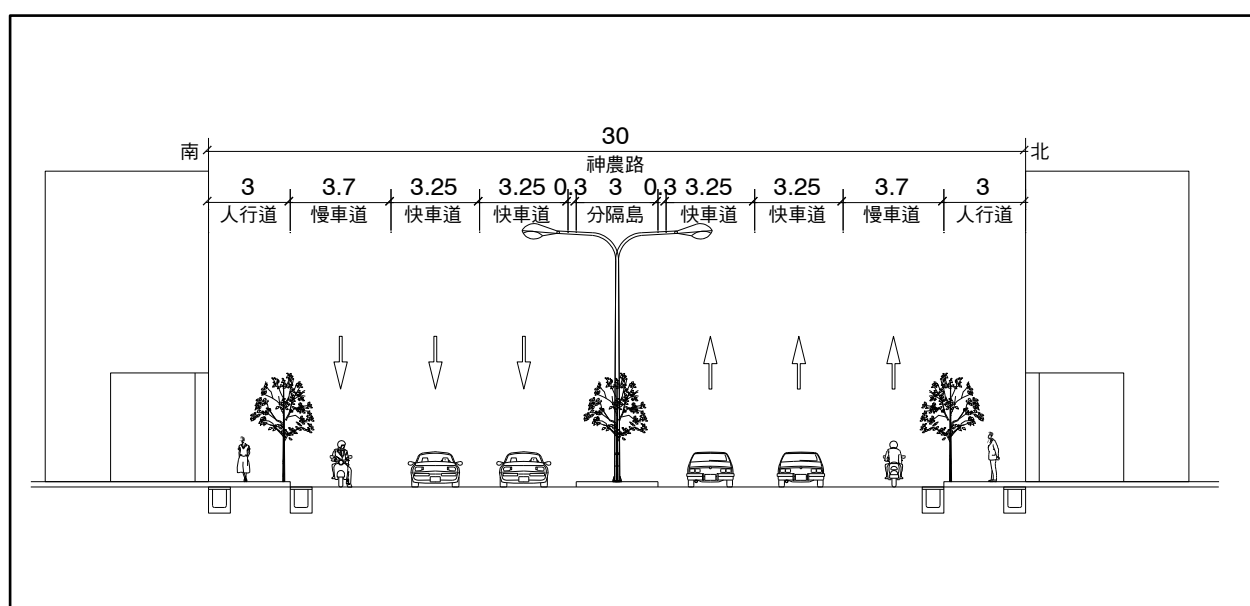 30
南 北
神農路
3 3.7 3.25 3.25 0.3 3 0.3 3.25 3.25 3.7 3
人行道 慢車道 快車道 快車道 分隔島 快車道 快車道 慢車道 人行道